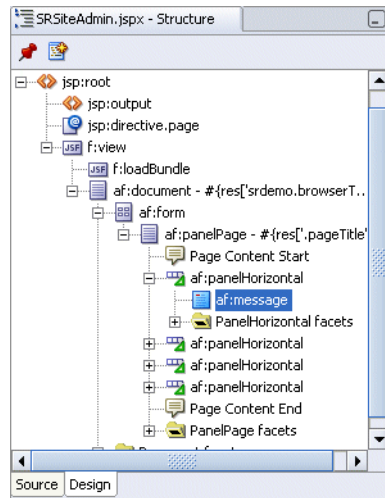 SRSiteAdmin.jspx - Structure
jsp:root
jsp:output
jsp:directive.page
JSF f:view
JSF f:loadBundle
af:document - #{res['srdemo.browserT..
af:form
af:panelPage - #{res['.pageTitle'
Page Content Start
af:panelHorizontal
af:message
PanelHorizontal facets
af:panelHorizontal
af:panelHorizontal
af:panelHorizontal
Page Content End
PanelPage facets
Source Design